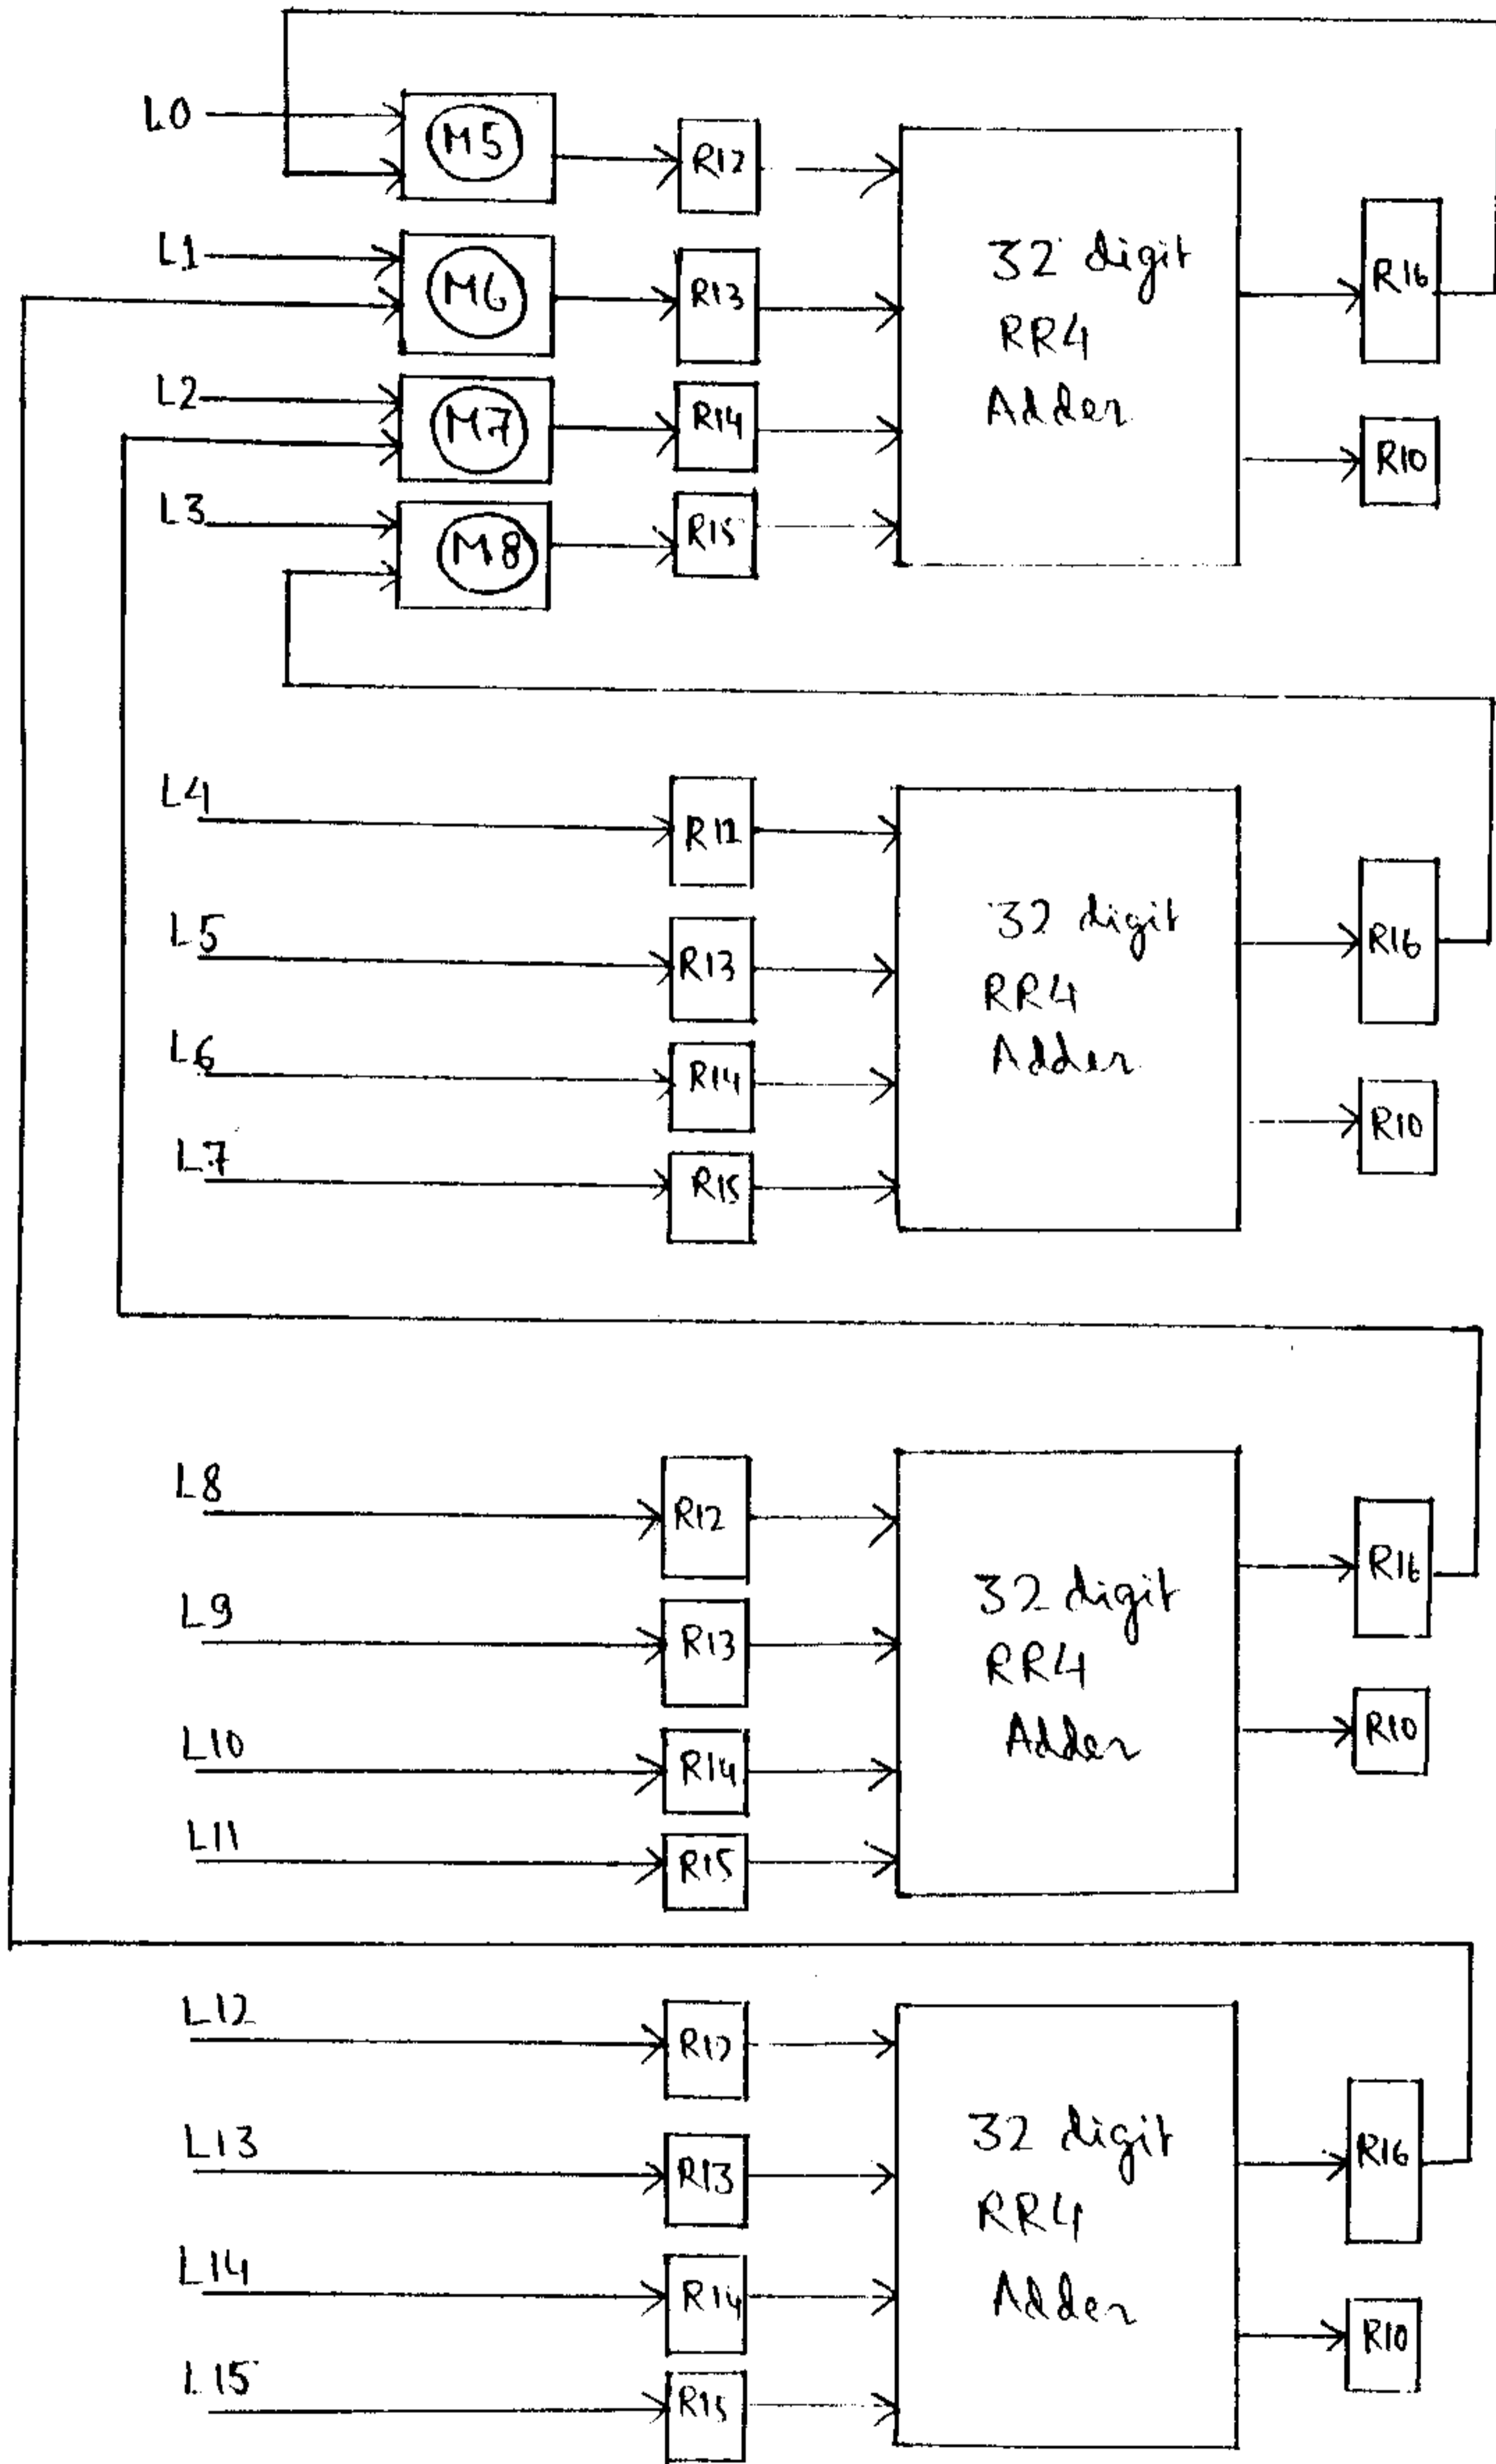 L0
M5
R12
L1
M6
R13
32 digit
RR4
Adder
R16
L2
M7
R14
R10
L3
M8
R15
L4
R12
L5
R13
32 digit
RR4
Adder
R16
L6
R14
R10
L7
R15
L8
R12
L9
R13
32 digit
RR4
Adder
R16
L10
R14
R10
L11
R15
L12
R12
L13
R13
32 digit
RR4
Adder
R16
L14
R14
R10
L15
R15